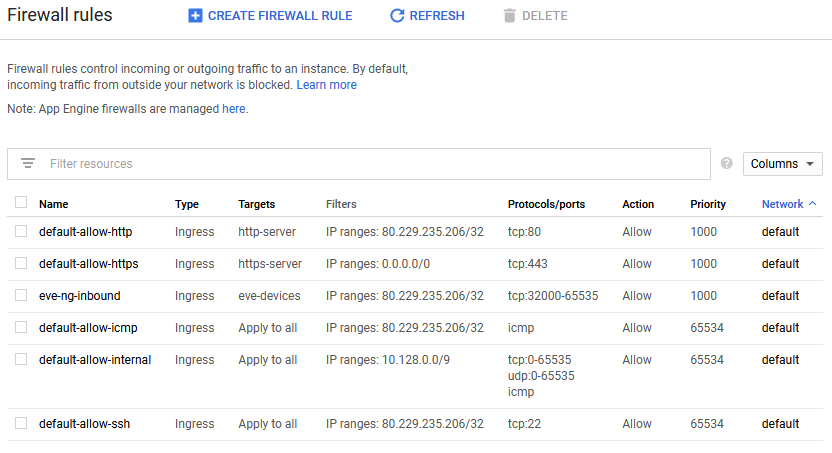 Firewall rules CREATE FIREWALL RULE REFRESH DELETE
Firewall rules control incoming or outgoing traffic to an instance. By default,
incoming traffic from outside your network is blocked. Learn more
Note: App Engine firewalls are managed here.
Filter resources ? Columns
Name Type Targets Filters Protocols/ports Action Priority Network
default-allow-http Ingress http-server IP ranges: 80.229.235.206/32 tcp:80 Allow 1000 default
default-allow-https Ingress https-server IP ranges: 0.0.0.0/0 tcp:443 Allow 1000 default
eve-ng-inbound Ingress eve-devices IP ranges: 80.229.235.206/32 tcp:32000-65535 Allow 1000 default
default-allow-icmp Ingress Apply to all IP ranges: 80.229.235.206/32 icmp Allow 65534 default
default-allow-internal Ingress Apply to all IP ranges: 10.128.0.0/9 tcp:0-65535 Allow 65534 default
udp:0-65535
icmp
default-allow-ssh Ingress Apply to all IP ranges: 80.229.235.206/32 tcp:22 Allow 65534 default